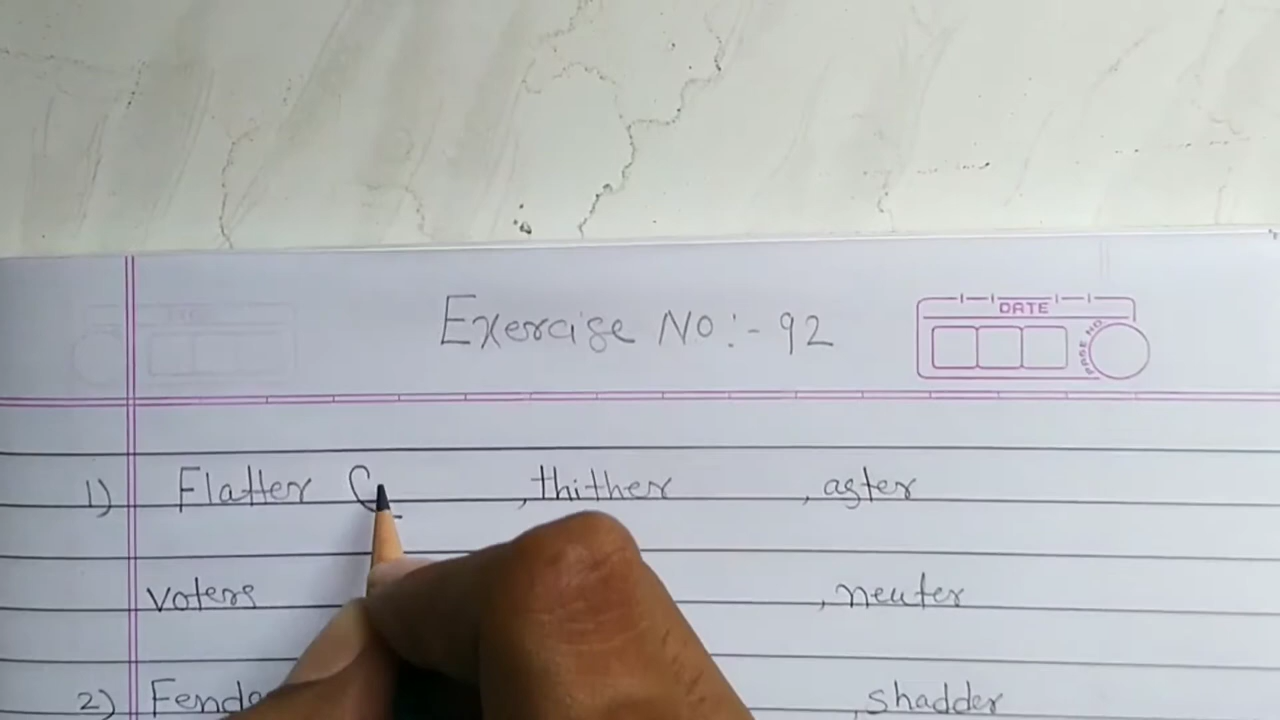 Exercise No:- 92
DATE
PAGE NO.
1) Flatter , thither , aster
voters , neuter
2) shadder